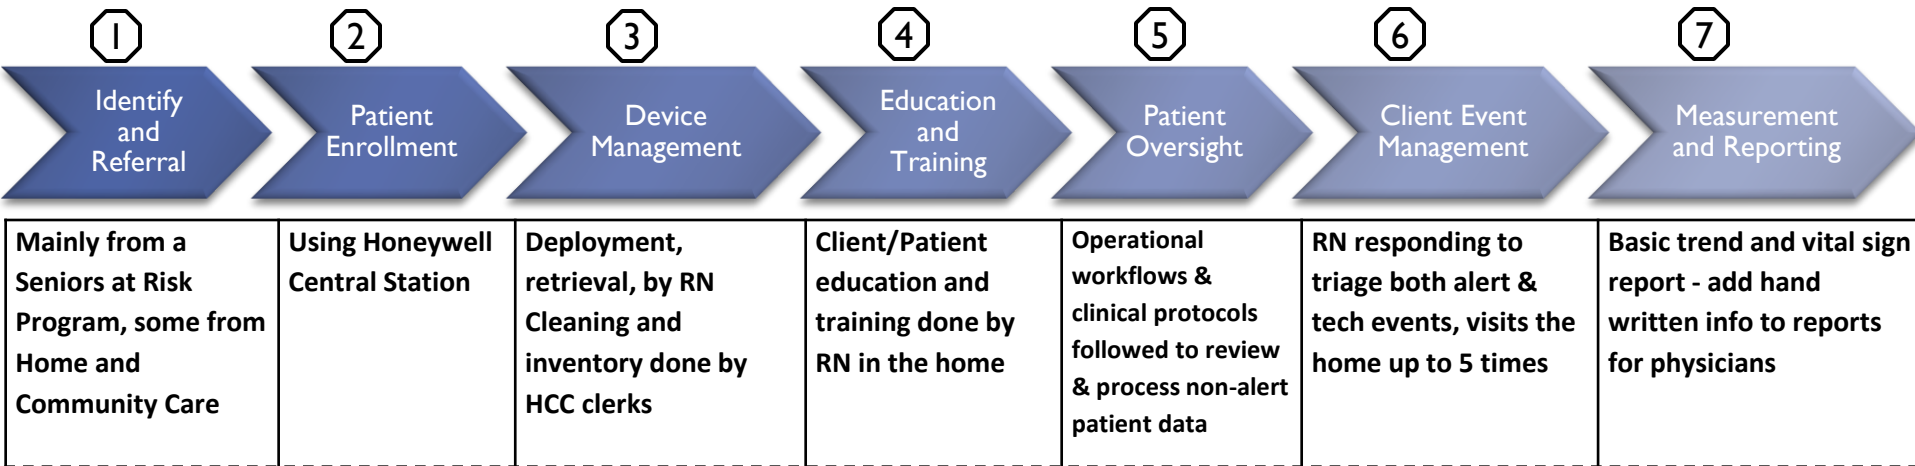 1
2
3
4
5
6
7
Identify
and
Referral
Patient
Enrollment
Device
Management
Education
and
Training
Patient
Oversight
Client Event
Management
Measurement
and Reporting
Mainly from a
Seniors at Risk
Program, some from
Home and
Community Care
Using Honeywell
Central Station
Deployment,
retrieval, by RN
Cleaning and
inventory done by
HCC clerks
Client/Patient
education and
training done by
RN in the home
Operational
workflows &
clinical protocols
followed to review
& process non-alert
patient data
RN responding to
triage both alert &
tech events, visits the
home up to 5 times
Basic trend and vital sign
report - add hand
written info to reports
for physicians